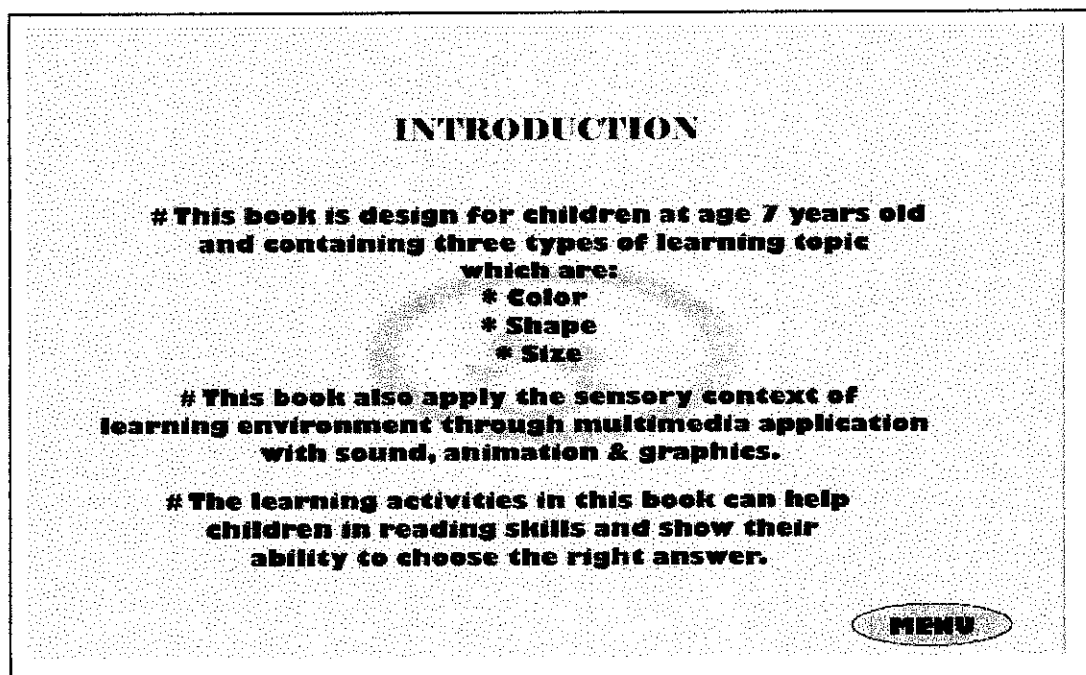 INTRODUCTION
# This book is design for children at age 7 years old
and containing three types of learning topic
which are:
* Color
* Shape
* Size
# This book also apply the sensory context of
learning environment through multimedia application
with sound, animation & graphics.
# The learning activities in this book can help
children in reading skills and show their
ability to choose the right answer.
MENU